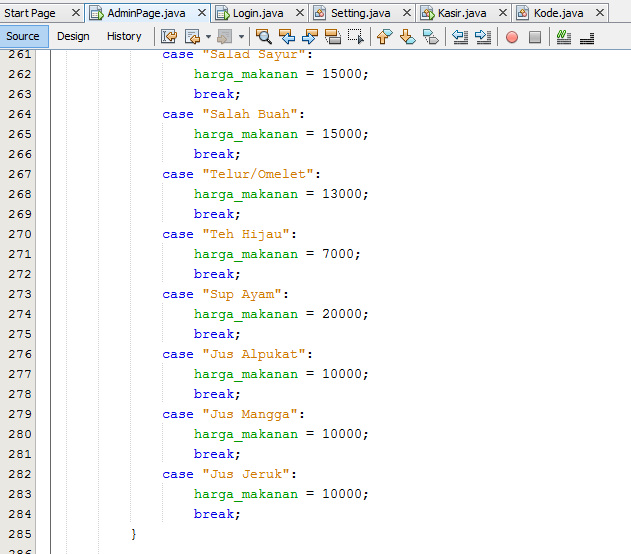 Start Page AdminPage.java Login.java Setting.java Kasir.java Kode.java
Source Design History
261 case "Salad Sayur":
262 harga_makanan = 15000;
263 break;
264 case "Salah Buah":
265 harga_makanan = 15000;
266 break;
267 case "Telur/Omelet":
268 harga_makanan = 13000;
269 break;
270 case "Teh Hijau":
271 harga_makanan = 7000;
272 break;
273 case "Sup Ayam":
274 harga_makanan = 20000;
275 break;
276 case "Jus Alpukat":
277 harga_makanan = 10000;
278 break;
279 case "Jus Mangga":
280 harga_makanan = 10000;
281 break;
282 case "Jus Jeruk":
283 harga_makanan = 10000;
284 break;
285 }
286